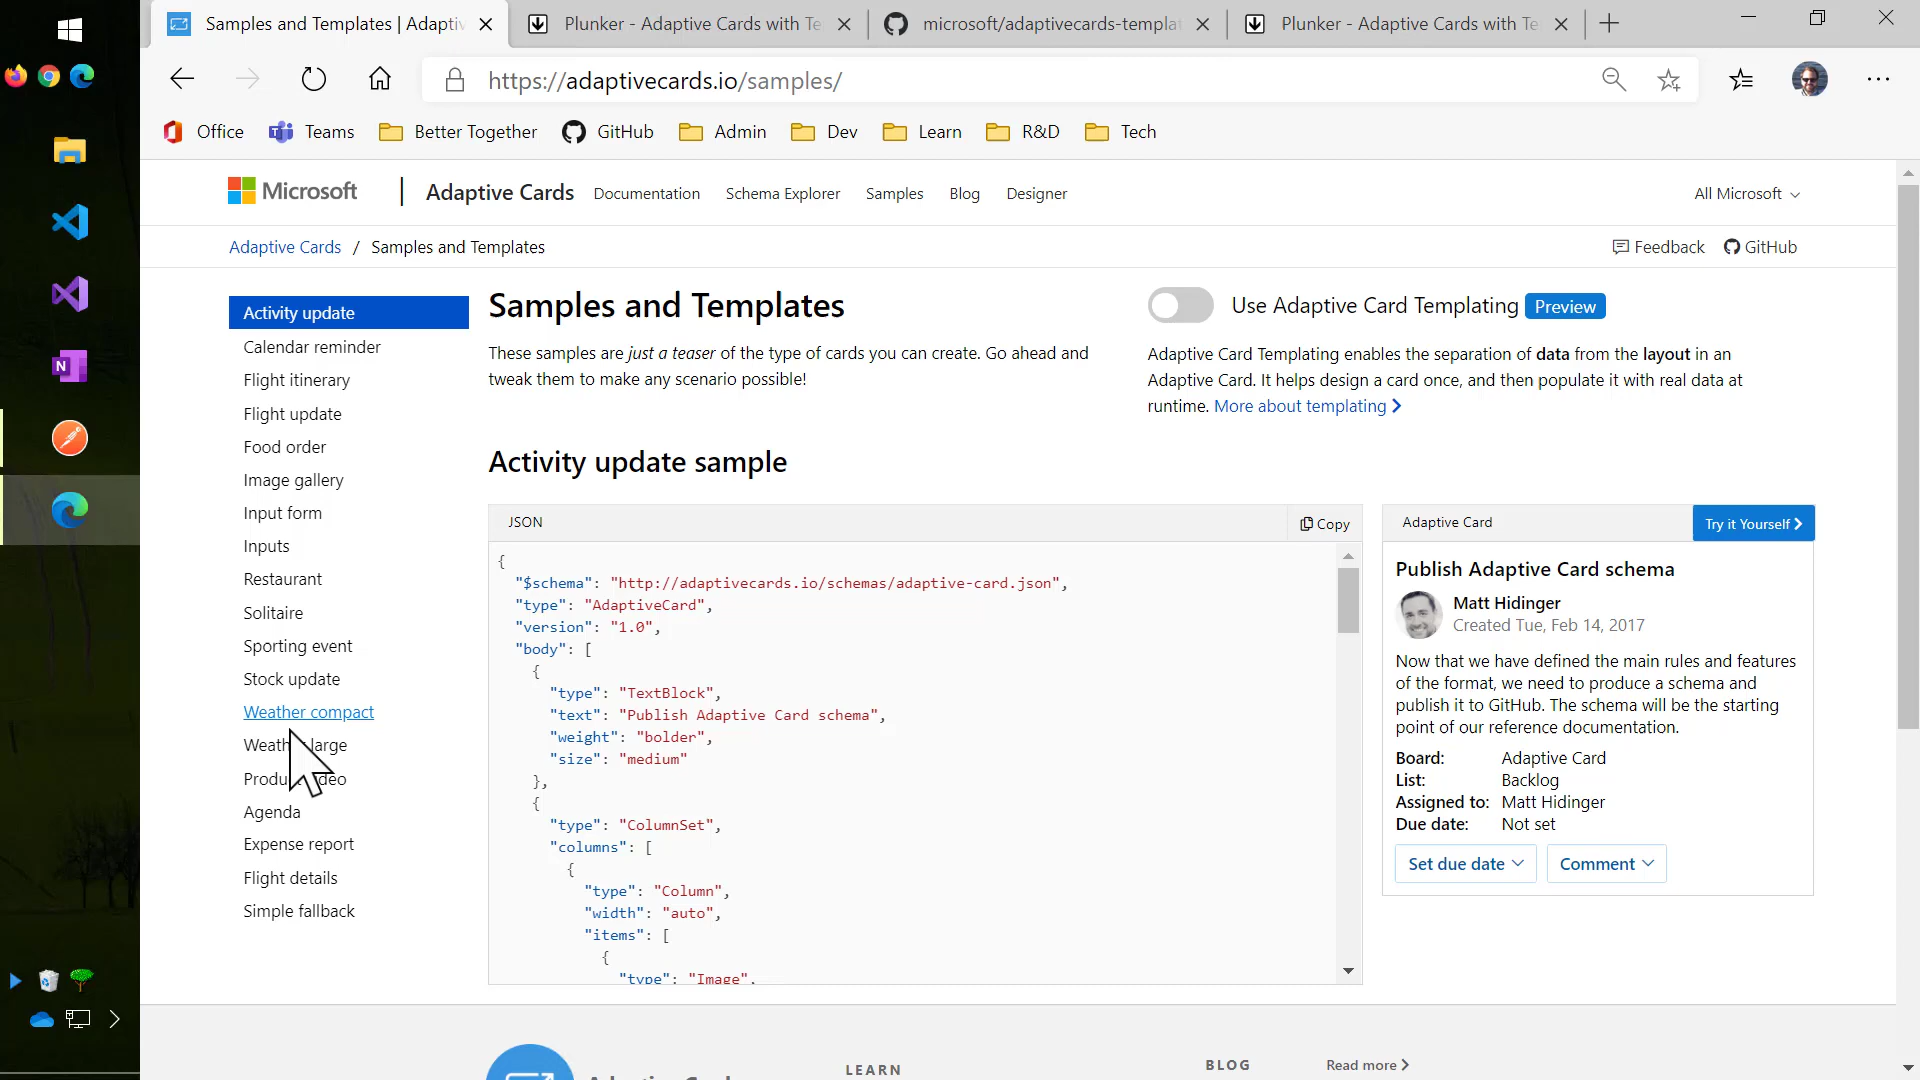 Samples and Templates | Adaptiv
Plunker - Adaptive Cards with Te
microsoft/adaptivecards-templat
Plunker - Adaptive Cards with Te
https://adaptivecards.io/samples/
Office
Teams
Better Together
GitHub
Admin
Dev
Learn
R&D
Tech
Microsoft
Adaptive Cards
Documentation
Schema Explorer
Samples
Blog
Designer
All Microsoft
Adaptive Cards / Samples and Templates
Feedback
GitHub
Activity update
Calendar reminder
Flight itinerary
Flight update
Food order
Image gallery
Input form
Inputs
Restaurant
Solitaire
Sporting event
Stock update
Weather compact
large
Agenda
Expense report
Flight details
Simple fallback
Samples and Templates
These samples are just a teaser of the type of cards you can create. Go ahead and
tweak them to make any scenario possible!
Use Adaptive Card Templating Preview
Adaptive Card Templating enables the separation of data from the layout in an
Adaptive Card. It helps design a card once, and then populate it with real data at
runtime. More about templating
Activity update sample
JSON
Copy
{
"$schema": "http://adaptivecards.io/schemas/adaptive-card.json",
"type": "AdaptiveCard",
"version": "1.0",
"body": [
{
"type": "TextBlock",
"text": "Publish Adaptive Card schema",
"weight": "bolder",
"size": "medium"
},
{
"type": "ColumnSet",
"columns": [
{
"type": "Column",
"width": "auto",
"items": [
{
"type": "Image",
Adaptive Card
Try it Yourself
Publish Adaptive Card schema
Matt Hidinger
Created Tue, Feb 14, 2017
Now that we have defined the main rules and features
of the format, we need to produce a schema and
publish it to GitHub. The schema will be the starting
point of our reference documentation.
Board: Adaptive Card
List: Backlog
Assigned to: Matt Hidinger
Due date: Not set
Set due date
Comment
LEARN
BLOG
Read more